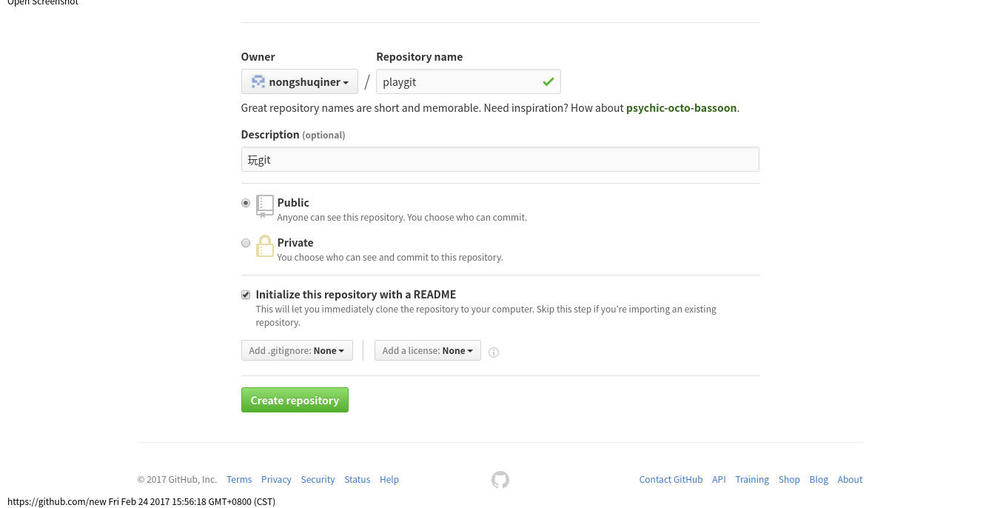 Open Screenshot
Owner
Repository name
nongshuqiner / playgit
Great repository names are short and memorable. Need inspiration? How about psychic-octo-bassoon.
Description (optional)
玩git
Public
Anyone can see this repository. You choose who can commit.
Private
You choose who can see and commit to this repository.
Initialize this repository with a README
This will let you immediately clone the repository to your computer. Skip this step if you're importing an existing
repository.
Add .gitignore: None
Add a license: None
Create repository
© 2017 GitHub, Inc. Terms Privacy Security Status Help
Contact GitHub API Training Shop Blog About
https://github.com/new Fri Feb 24 2017 15:56:18 GMT+0800 (CST)